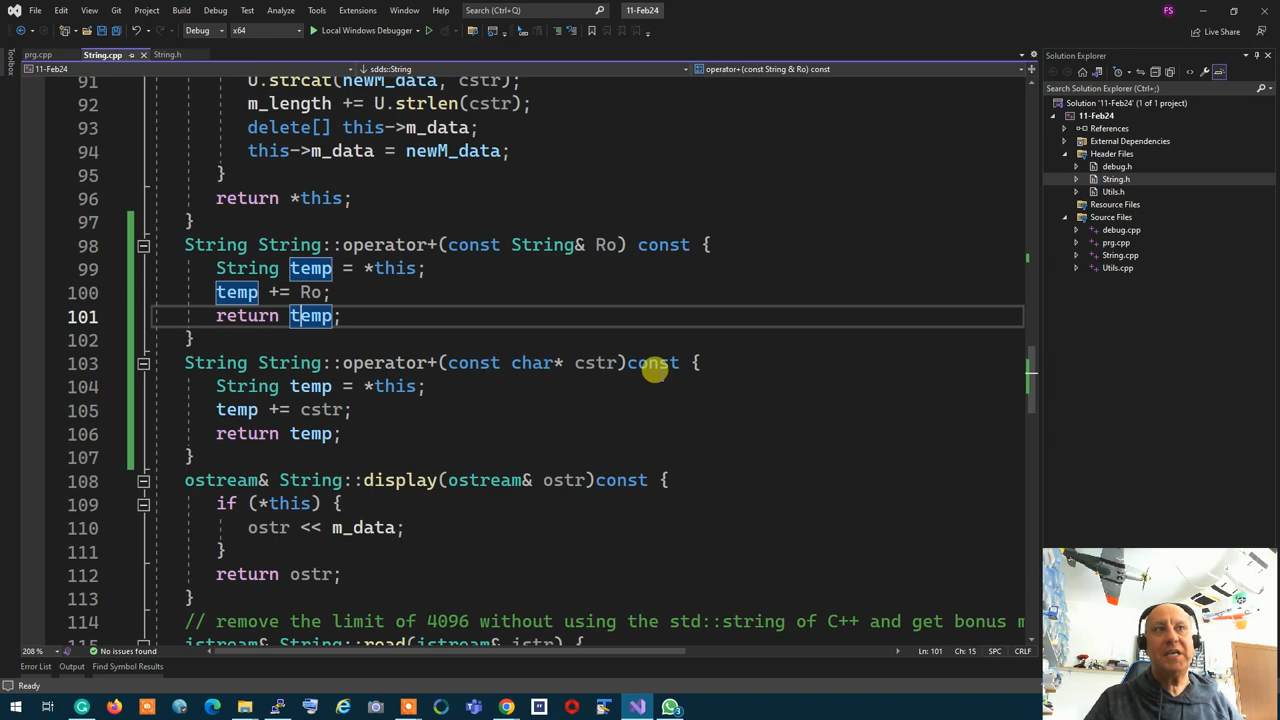 File Edit View Git Project Build Debug Test Analyze Tools Extensions Window Help Search (Ctrl+Q) 11-Feb24 FS
Debug x64 Local Windows Debugger Live Share
prg.cpp String.cpp String.h
11-Feb24 sdds::String operator+(const String & Ro) const
91 U.strcat(newM_data, cstr);
92 m_length += U.strlen(cstr);
93 delete[] this->m_data;
94 this->m_data = newM_data;
95 }
96 return *this;
97 }
98 String String::operator+(const String& Ro) const {
99 String temp = *this;
100 temp += Ro;
101 return temp;
102 }
103 String String::operator+(const char* cstr)const {
104 String temp = *this;
105 temp += cstr;
106 return temp;
107 }
108 ostream& String::display(ostream& ostr)const {
109 if (*this) {
110 ostr << m_data;
111 }
112 return ostr;
113 }
114 // remove the limit of 4096 without using the std::string of C++ and get bonus m
115 istream& String::read(istream& istr) {
208 % No issues found Ln: 101 Ch: 15 SPC CRLF
Error List Output Find Symbol Results
Ready
Toolbox
Solution Explorer
Search Solution Explorer (Ctrl+;)
Solution '11-Feb24' (1 of 1 project)
11-Feb24
References
External Dependencies
Header Files
debug.h
String.h
Utils.h
Resource Files
Source Files
debug.cpp
prg.cpp
String.cpp
Utils.cpp